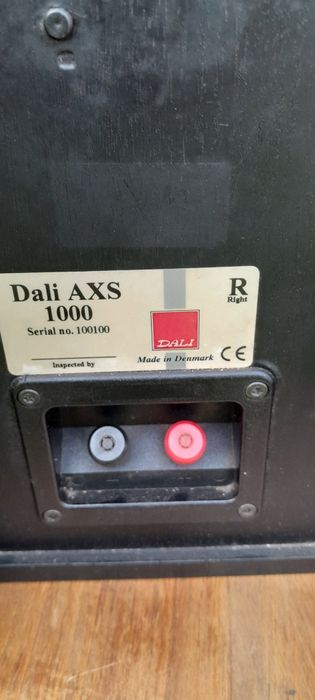 Dali AXS
1000
Serial no. 100100
R
Right
DALI
Inspected by
Made in Denmark CE
- +